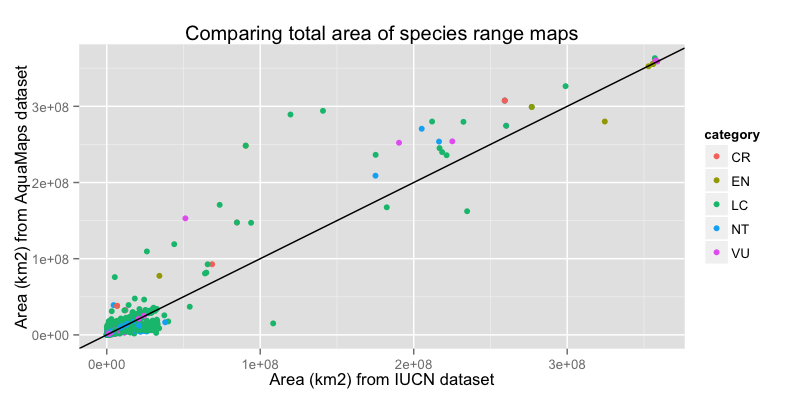 Comparing total area of species range maps
Area (km2) from AquaMaps dataset
3e+08
2e+08
1e+08
0e+00
0e+00 1e+08 2e+08 3e+08
Area (km2) from IUCN dataset
category
CR
EN
LC
NT
VU